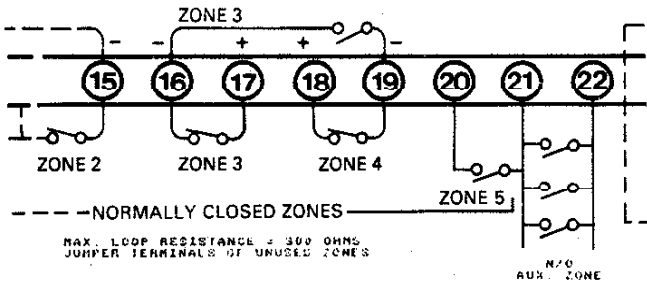 ZONE 3
- - + + -
15 16 17 18 19 20 21 22
ZONE 2 ZONE 3 ZONE 4
ZONE 5
NORMALLY CLOSED ZONES
MAX. LOOP RESISTANCE = 300 OHMS
JUMPER TERMINALS OF UNUSED ZONES
N/O
AUX. ZONE